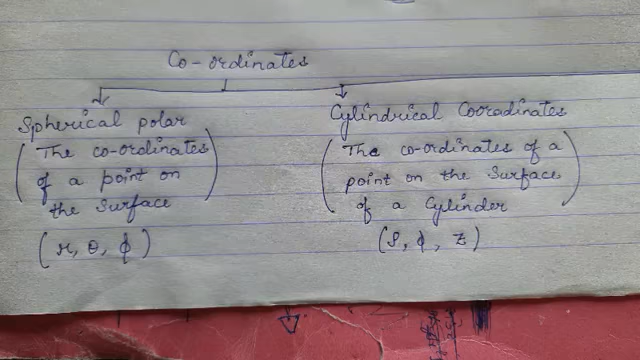 Co-ordinates
Spherical polar
(The co-ordinates
of a point on
the Surface)
(r, θ, ϕ)
Cylindrical Cooradinates
(The co-ordinates of a
point on the Surface
of a Cylinder)
(ρ, ϕ, z)